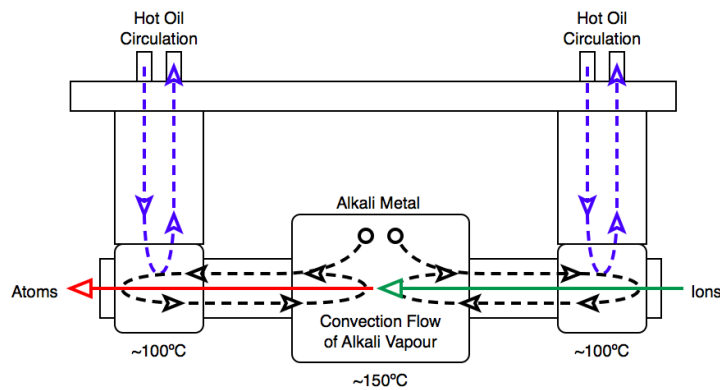 Hot Oil
Circulation
Hot Oil
Circulation
Alkali Metal
Atoms
Ions
Convection Flow
of Alkali Vapour
~100ºC
~100ºC
~150ºC